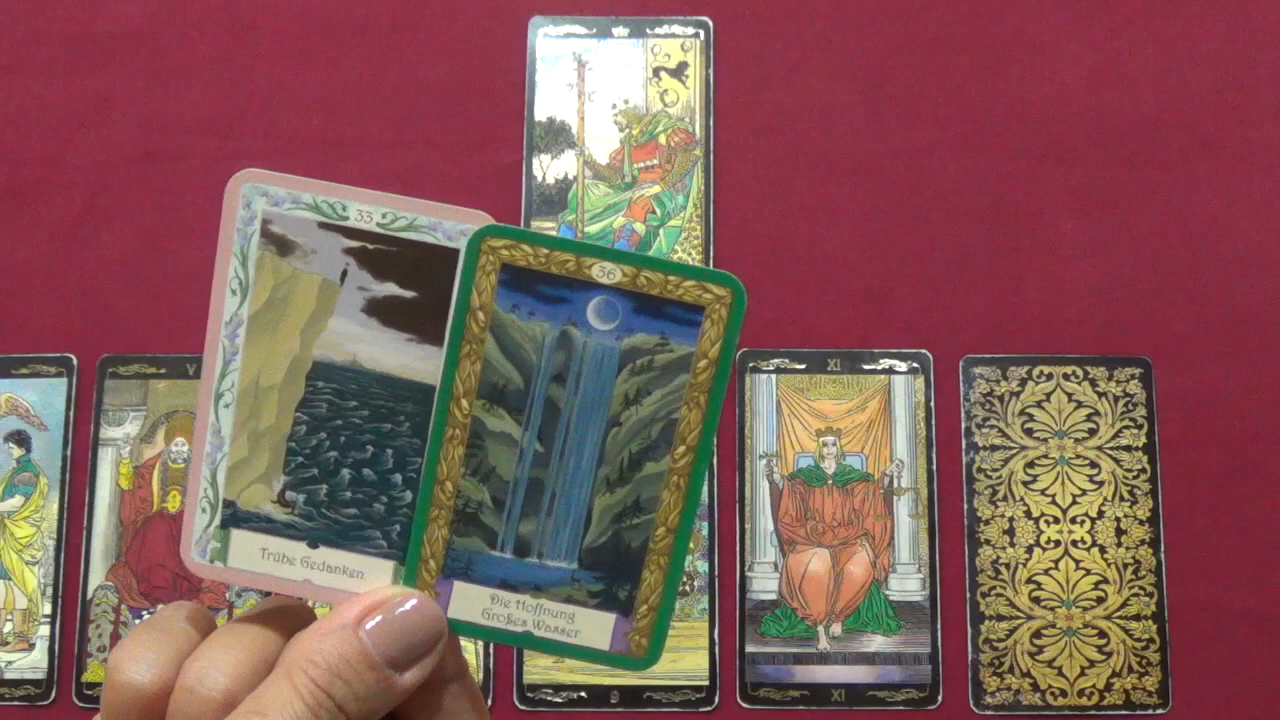 33
Trübe Gedanken
36
Die Hoffnung
Großes Wasser
V
XI
XI